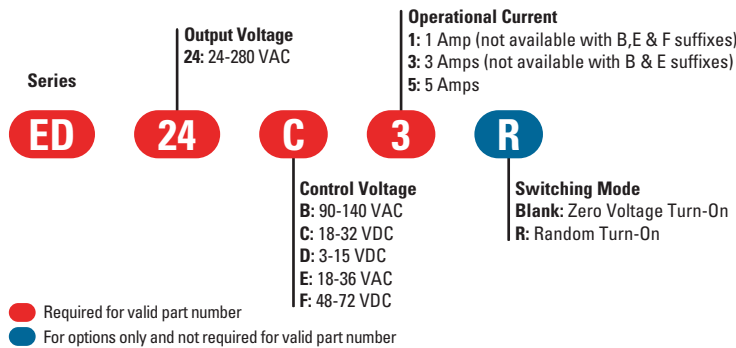 Operational Current
1: 1 Amp (not available with B,E & F suffixes)
3: 3 Amps (not available with B & E suffixes)
5: 5 Amps
Output Voltage
24: 24-280 VAC
Series
ED
24
C
3
R
Control Voltage
B: 90-140 VAC
C: 18-32 VDC
D: 3-15 VDC
E: 18-36 VAC
F: 48-72 VDC
Switching Mode
Blank: Zero Voltage Turn-On
R: Random Turn-On
Required for valid part number
For options only and not required for valid part number